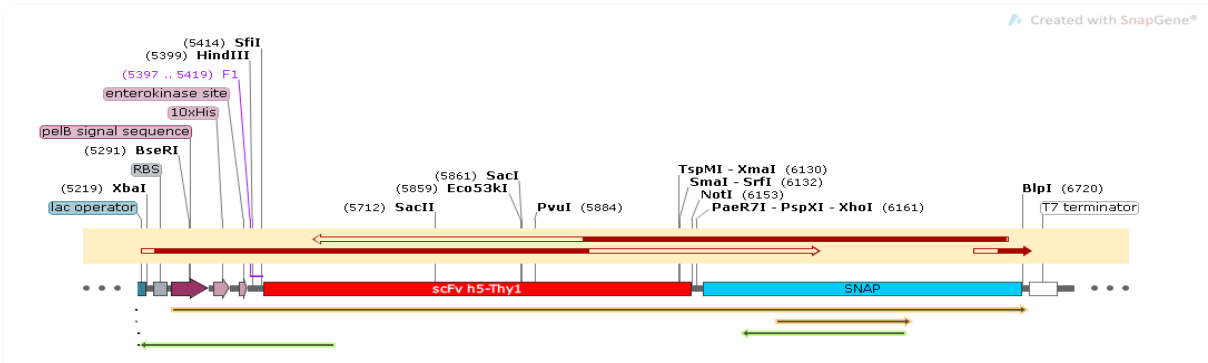 Created with SnapGene®
(5414) SfiI
(5399) HindIII
(5397 .. 5419) F1
enterokinase site
10xHis
pelB signal sequence
(5291) BseRI
RBS
(5219) XbaI
lac operator
(5861) SacI
(5859) Eco53kI
(5712) SacII
PvuI (5884)
TspMI - XmaI (6130)
SmaI - SrfI (6132)
NotI (6153)
PaeR7I - PspXI - XhoI (6161)
BlpI (6720)
T7 terminator
scFv h5-Thy1
SNAP